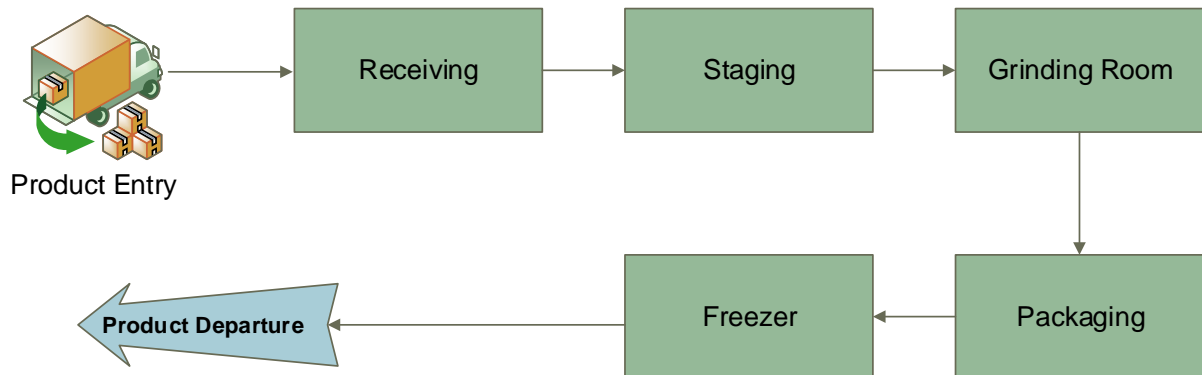 Receiving
Staging
Grinding Room
Product Entry
Product Departure
Freezer
Packaging